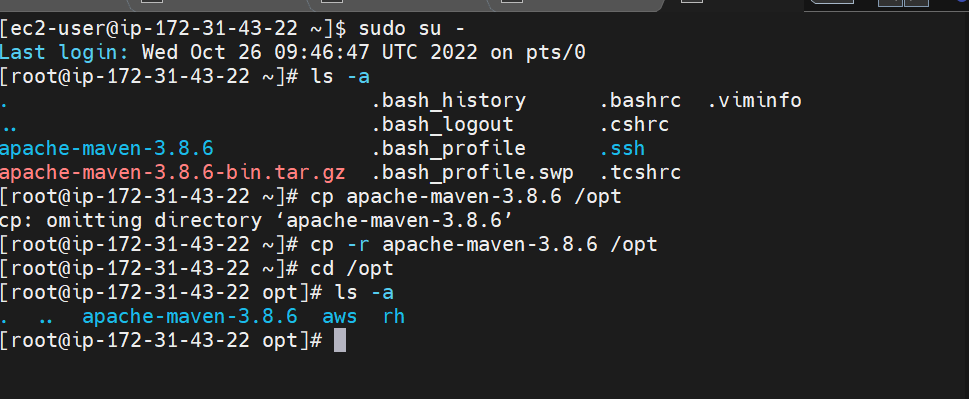 [ec2-user@ip-172-31-43-22 ~]$ sudo su -
Last login: Wed Oct 26 09:46:47 UTC 2022 on pts/0
[root@ip-172-31-43-22 ~]# ls -a
.                              .bash_history      .bashrc  .viminfo
..                             .bash_logout       .cshrc
apache-maven-3.8.6             .bash_profile      .ssh
apache-maven-3.8.6-bin.tar.gz  .bash_profile.swp  .tcshrc
[root@ip-172-31-43-22 ~]# cp apache-maven-3.8.6 /opt
cp: omitting directory ‘apache-maven-3.8.6’
[root@ip-172-31-43-22 ~]# cp -r apache-maven-3.8.6 /opt
[root@ip-172-31-43-22 ~]# cd /opt
[root@ip-172-31-43-22 opt]# ls -a
.  ..  apache-maven-3.8.6  aws  rh
[root@ip-172-31-43-22 opt]#